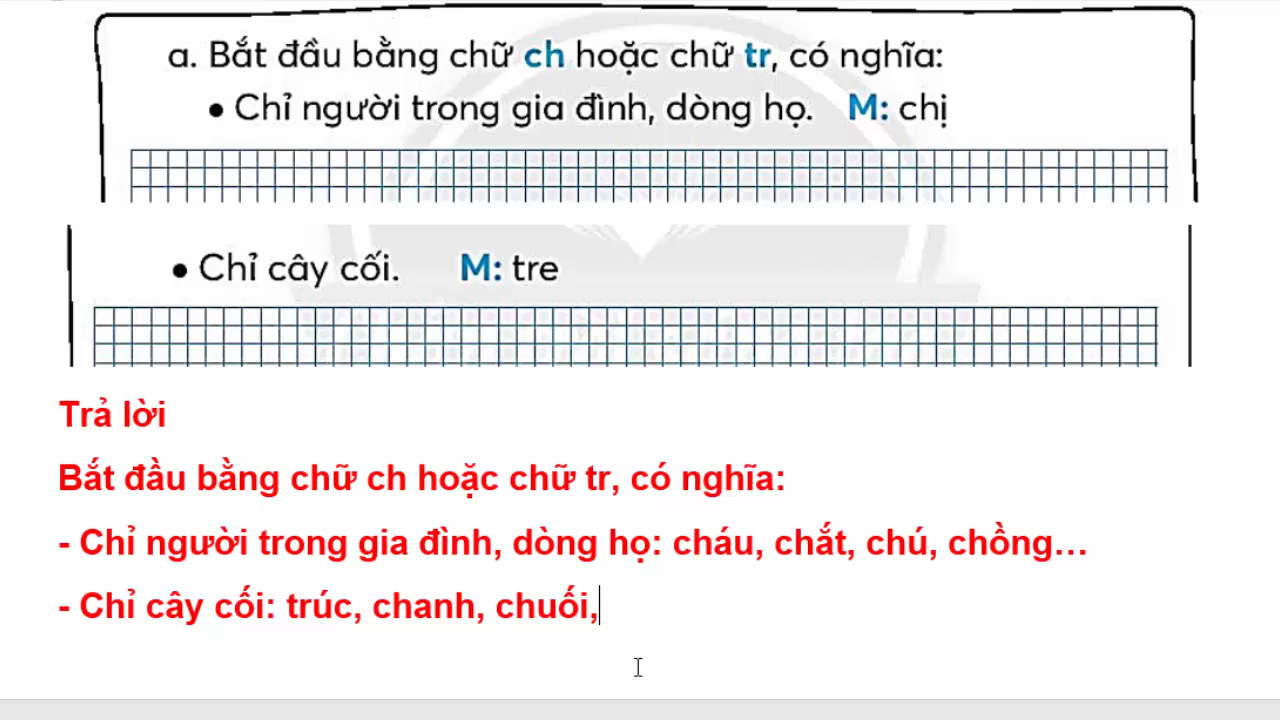 a. Bắt đầu bằng chữ ch hoặc chữ tr, có nghĩa:
• Chỉ người trong gia đình, dòng họ. M: chị
• Chỉ cây cối. M: tre
Trả lời
Bắt đầu bằng chữ ch hoặc chữ tr, có nghĩa:
- Chỉ người trong gia đình, dòng họ: cháu, chắt, chú, chồng...
- Chỉ cây cối: trúc, chanh, chuối,